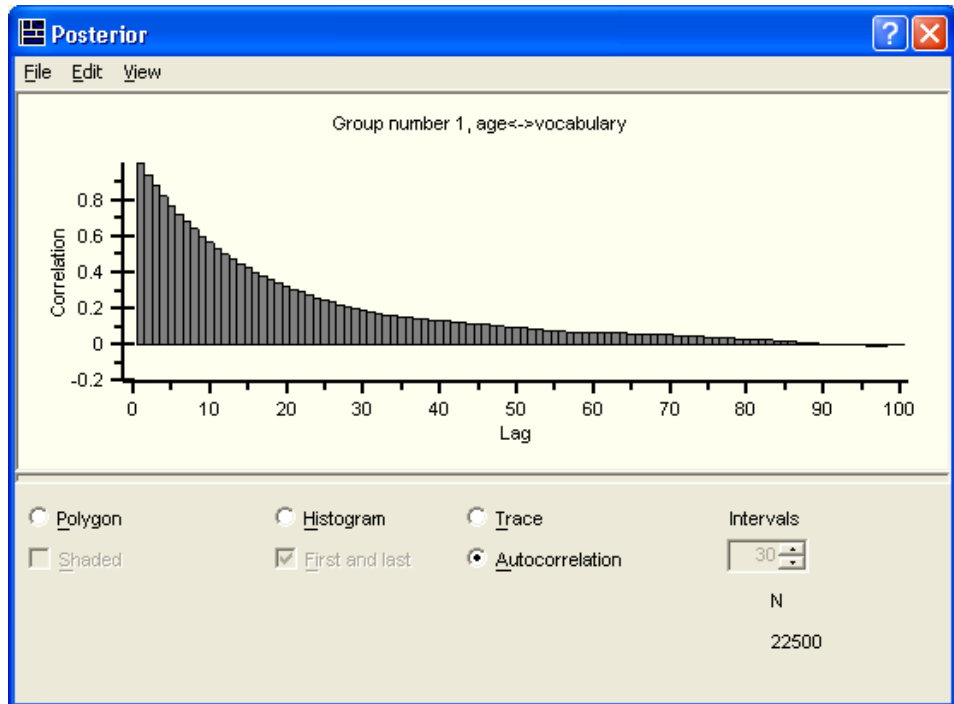 Posterior
File Edit View
Group number 1, age<->vocabulary
Correlation
0.8
0.6
0.4
0.2
0
-0.2
0 10 20 30 40 50 60 70 80 90 100
Lag
Polygon Histogram Trace Intervals
Shaded First and last Autocorrelation 30
N
22500